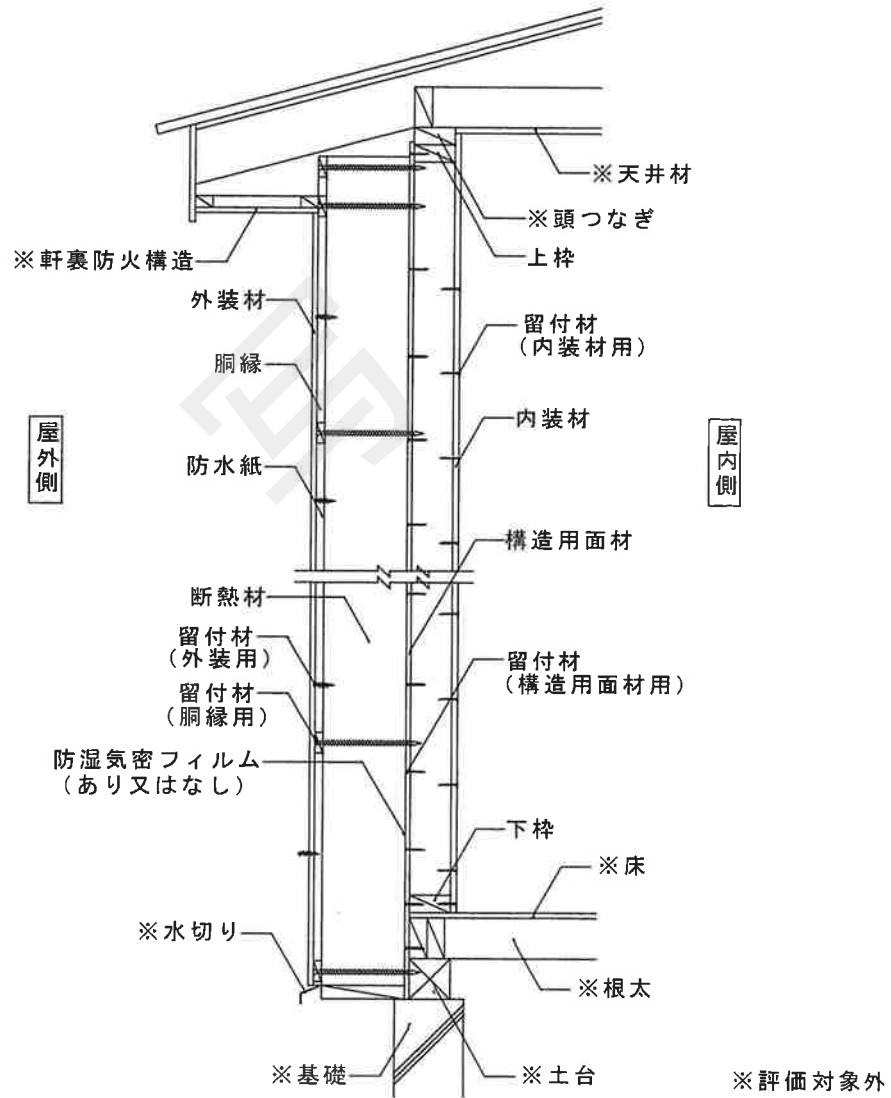 ※天井材
※頭つなぎ
上枠
※軒裏防火構造
外装材
留付材
(内装材用)
胴縁
内装材
屋外側
屋内側
防水紙
構造用面材
断熱材
留付材
(外装用)
留付材
(構造用面材用)
留付材
(胴縁用)
防湿気密フィルム
(あり又はなし)
下枠
※床
※水切り
※根太
※基礎
※土台
※評価対象外
写